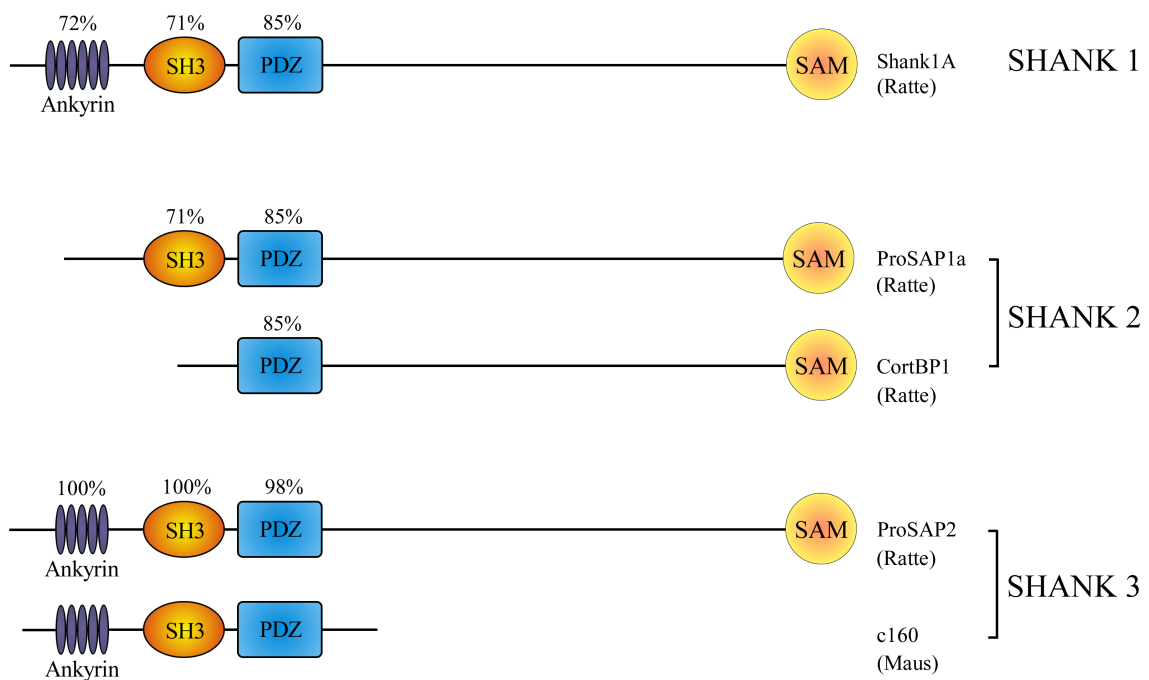 72% 71% 85%
SH3 PDZ SAM Shank1A SHANK 1
Ankyrin (Ratte)
71% 85%
SH3 PDZ SAM ProSAP1a
(Ratte)
SHANK 2
85%
PDZ SAM CortBP1
(Ratte)
100% 100% 98%
SH3 PDZ SAM ProSAP2
Ankyrin (Ratte)
SHANK 3
SH3 PDZ c160
Ankyrin (Maus)